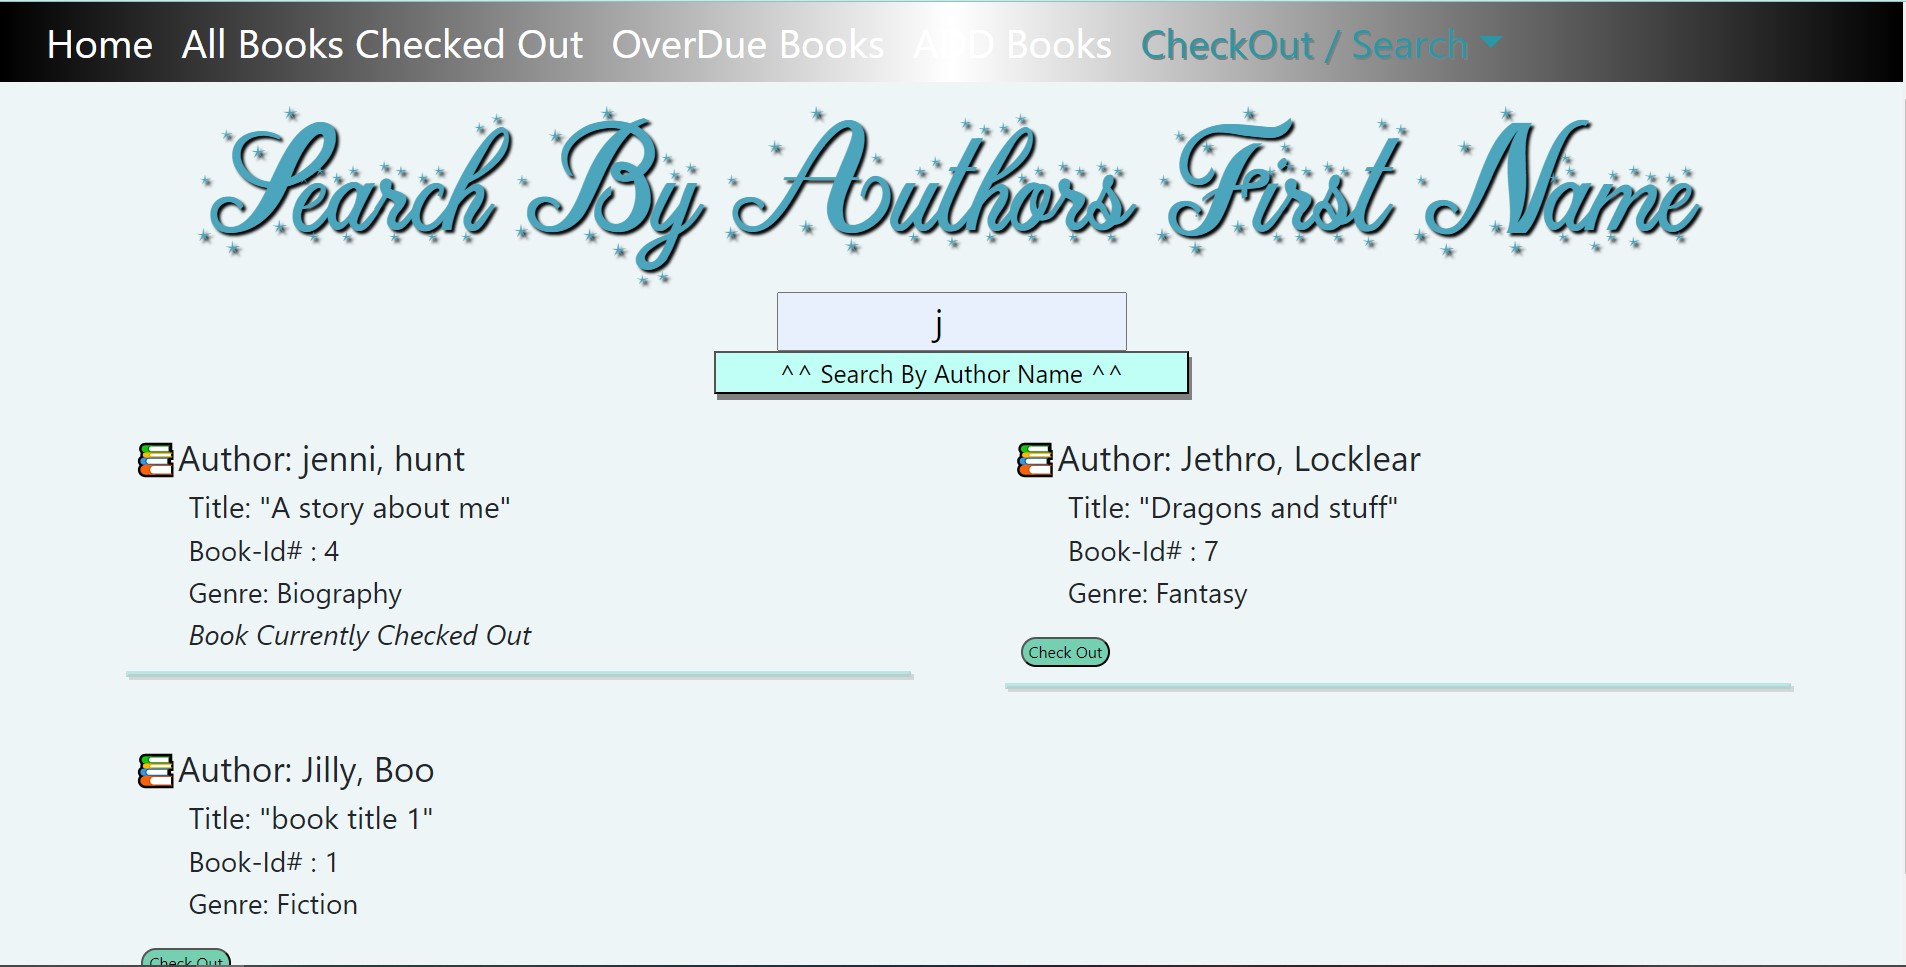 Home All Books Checked Out OverDue Books ADD Books CheckOut / Search
Search By Authors First Name
j
^^ Search By Author Name ^^
Author: jenni, hunt
Title: "A story about me"
Book-Id# : 4
Genre: Biography
Book Currently Checked Out
Author: Jethro, Locklear
Title: "Dragons and stuff"
Book-Id# : 7
Genre: Fantasy
Check Out
Author: Jilly, Boo
Title: "book title 1"
Book-Id# : 1
Genre: Fiction
Check Out